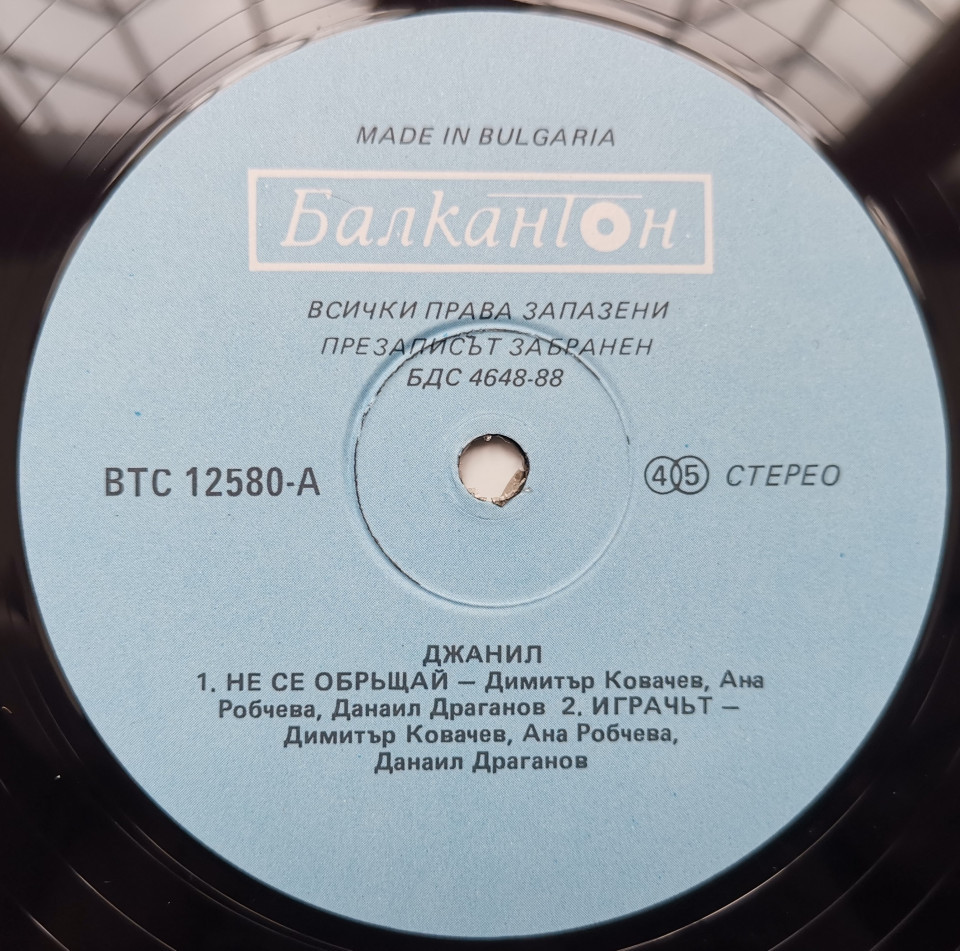 MADE IN BULGARIA
Балкантон
ВСИЧКИ ПРАВА ЗАПАЗЕНИ
ПРЕЗАПИСЪТ ЗАБРАНЕН
БДС 4648-88
ВТС 12580-А
45 СТЕРЕО
ДЖАНИЛ
1. НЕ СЕ ОБРЪЩАЙ – Димитър Ковачев, Ана
Робчева, Данаил Драганов 2. ИГРАЧЪТ –
Димитър Ковачев, Ана Робчева,
Данаил Драганов